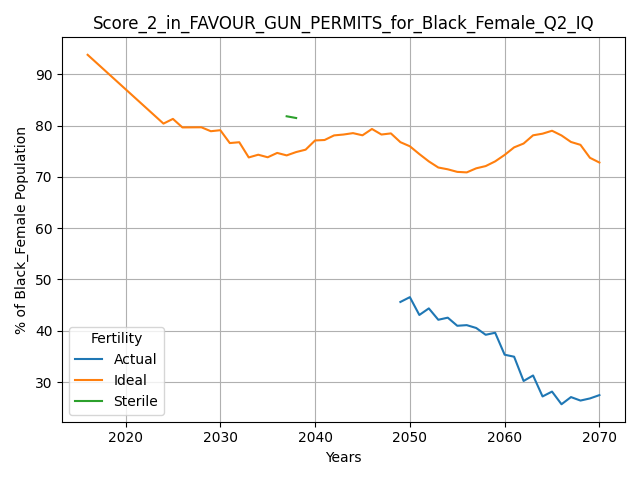 Score_2_in_FAVOUR_GUN_PERMITS_for_Black_Female_Q2_IQ
% of Black_Female Population
90
80
70
60
50
40
30
Fertility
Actual
Ideal
Sterile
2020 2030 2040 2050 2060 2070
Years